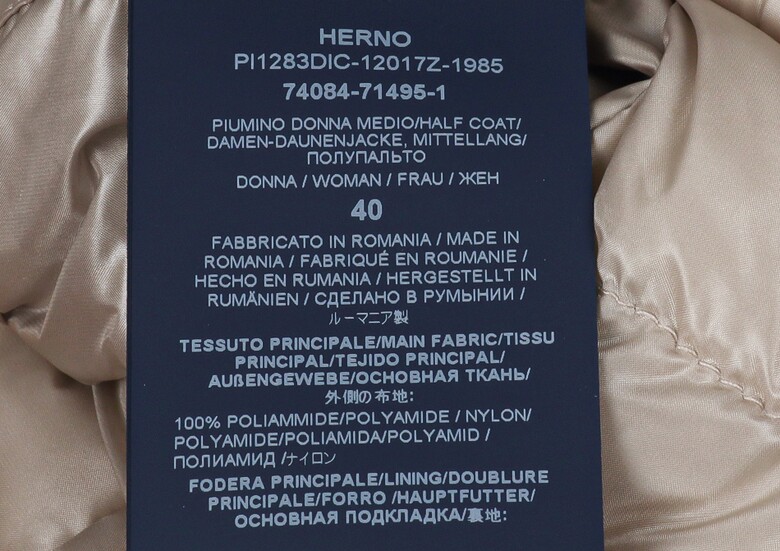 HERNO
PI1283DIC-12017Z-1985
74084-71495-1
PIUMINO DONNA MEDIO/HALF COAT/
DAMEN-DAUNENJACKE, MITTELLANG/
ПОЛУПАЛЬТО
DONNA / WOMAN / FRAU / ЖЕН
40
FABBRICATO IN ROMANIA / MADE IN
ROMANIA / FABRIQUÉ EN ROUMANIE /
HECHO EN RUMANIA / HERGESTELLT IN
RUMÄNIEN / СДЕЛАНО В РУМЫНИИ /
ルーマニア製
TESSUTO PRINCIPALE/MAIN FABRIC/TISSU
PRINCIPAL/TEJIDO PRINCIPAL/
AUßENGEWEBE/ОСНОВНАЯ ТКАНЬ/
外側の布地:
100% POLIAMMIDE/POLYAMIDE / NYLON/
POLYAMIDE/POLIAMIDA/POLYAMID /
ПОЛИАМИД /ナイロン
FODERA PRINCIPALE/LINING/DOUBLURE
PRINCIPALE/FORRO /HAUPTFUTTER/
ОСНОВНАЯ ПОДКЛАДКА/裏地: